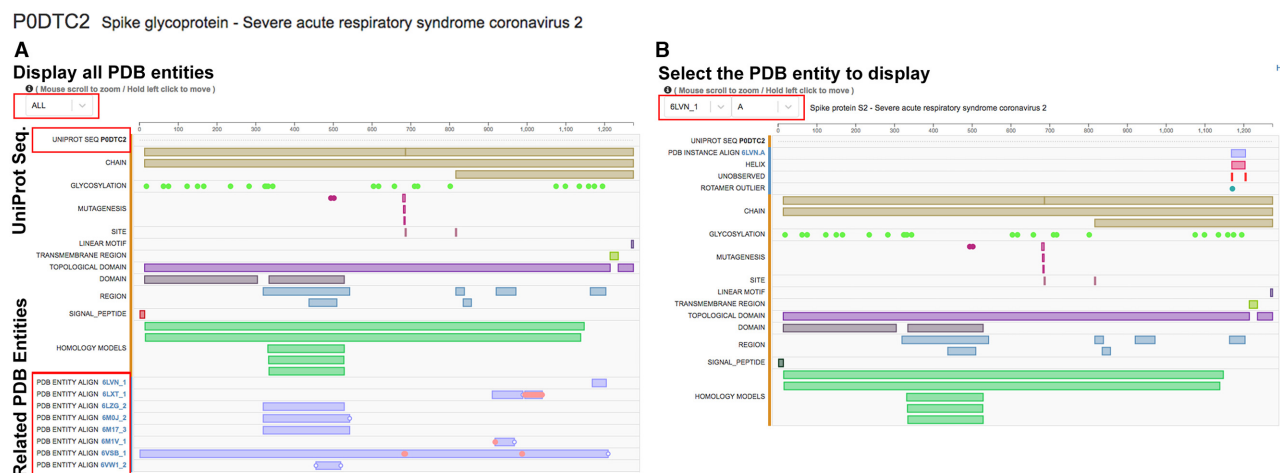 P0DTC2 Spike glycoprotein - Severe acute respiratory syndrome coronavirus 2
A
Display all PDB entities
( Mouse scroll to zoom / Hold left click to move )
ALL
0 100 200 300 400 500 600 700 800 900 1,000 1,100 1,200
UniProt Seq.
UNIPROT SEQ P0DTC2
CHAIN
GLYCOSYLATION
MUTAGENESIS
SITE
LINEAR MOTIF
TRANSMEMBRANE REGION
TOPOLOGICAL DOMAIN
DOMAIN
REGION
SIGNAL_PEPTIDE
HOMOLOGY MODELS
Related PDB Entities
PDB ENTITY ALIGN 6LVN_1
PDB ENTITY ALIGN 6LXT_1
PDB ENTITY ALIGN 6LZG_2
PDB ENTITY ALIGN 6M0J_2
PDB ENTITY ALIGN 6M17_3
PDB ENTITY ALIGN 6M1V_1
PDB ENTITY ALIGN 6VSB_1
PDB ENTITY ALIGN 6VW1_2
B
Select the PDB entity to display
H
( Mouse scroll to zoom / Hold left click to move )
6LVN_1 A Spike protein S2 - Severe acute respiratory syndrome coronavirus 2
0 100 200 300 400 500 600 700 800 900 1,000 1,100 1,200
UNIPROT SEQ P0DTC2
PDB INSTANCE ALIGN 6LVN.A
HELIX
UNOBSERVED
ROTAMER OUTLIER
CHAIN
GLYCOSYLATION
MUTAGENESIS
SITE
LINEAR MOTIF
TRANSMEMBRANE REGION
TOPOLOGICAL DOMAIN
DOMAIN
REGION
SIGNAL_PEPTIDE
HOMOLOGY MODELS